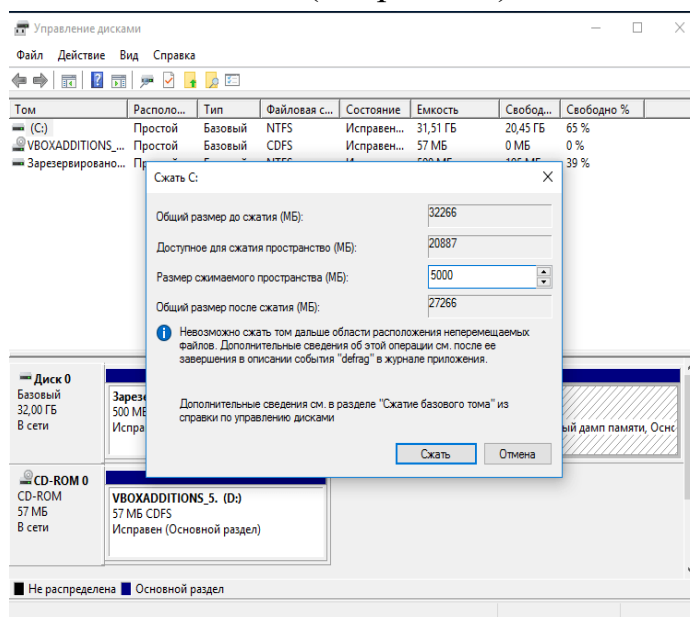 Управление дисками
Файл Действие Вид Справка
Том Располо... Тип Файловая с... Состояние Емкость Свобод... Свободно %
(C:) Простой Базовый NTFS Исправен... 31,51 ГБ 20,45 ГБ 65 %
VBOXADDITIONS_... Простой Базовый CDFS Исправен... 57 МБ 0 МБ 0 %
Зарезервировано... 39 %
Сжать C:
Общий размер до сжатия (МБ): 32266
Доступное для сжатия пространство (МБ): 20887
Размер сжимаемого пространства (МБ): 5000
Общий размер после сжатия (МБ): 27266
Невозможно сжать том дальше области расположения неперемещаемых
файлов. Дополнительные сведения об этой операции см. после ее
завершения в описании события "defrag" в журнале приложения.
Дополнительные сведения см. в разделе "Сжатие базового тома" из
справки по управлению дисками
Сжать Отмена
Диск 0
Базовый
32,00 ГБ
В сети
Зарезе
500 МБ
Испра
ый дамп памяти, Осно
CD-ROM 0
CD-ROM
57 МБ
В сети
VBOXADDITIONS_5. (D:)
57 МБ CDFS
Исправен (Основной раздел)
Не распределена Основной раздел